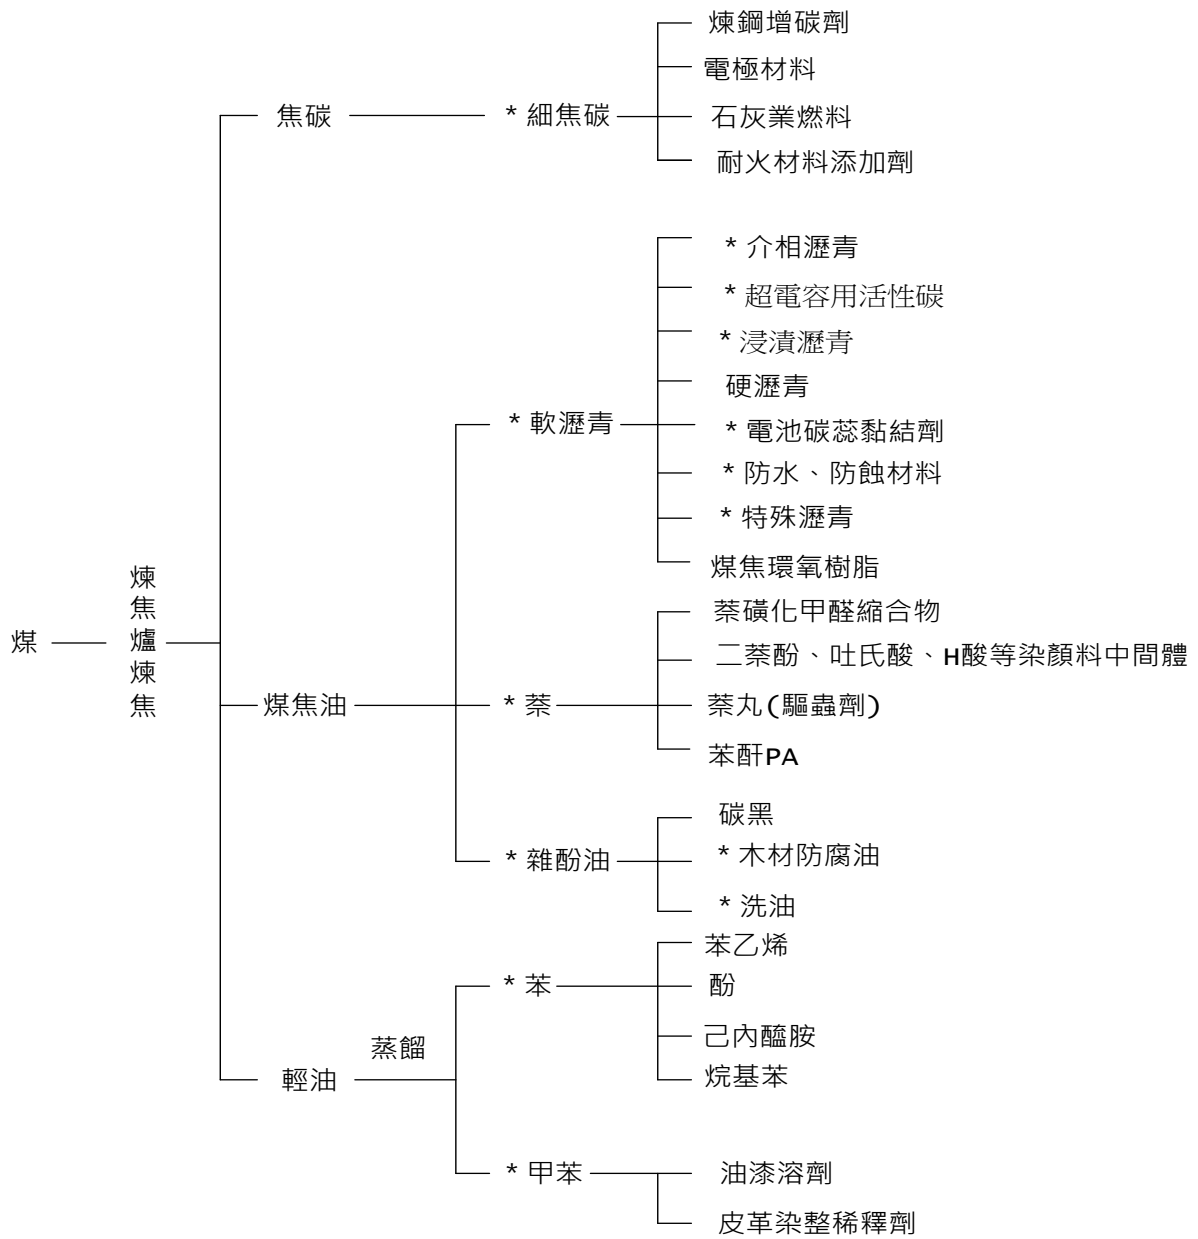 煤
煉焦爐煉焦
焦碳
* 細焦碳
煉鋼增碳劑
電極材料
石灰業燃料
耐火材料添加劑
煤焦油
* 軟瀝青
* 介相瀝青
* 超電容用活性碳
* 浸漬瀝青
硬瀝青
* 電池碳蕊黏結劑
* 防水、防蝕材料
* 特殊瀝青
煤焦環氧樹脂
* 萘
萘磺化甲醛縮合物
二萘酚、吐氏酸、H酸等染顏料中間體
萘丸(驅蟲劑)
苯酐PA
* 雜酚油
碳黑
* 木材防腐油
* 洗油
輕油
蒸餾
* 苯
苯乙烯
酚
己內醯胺
烷基苯
* 甲苯
油漆溶劑
皮革染整稀釋劑